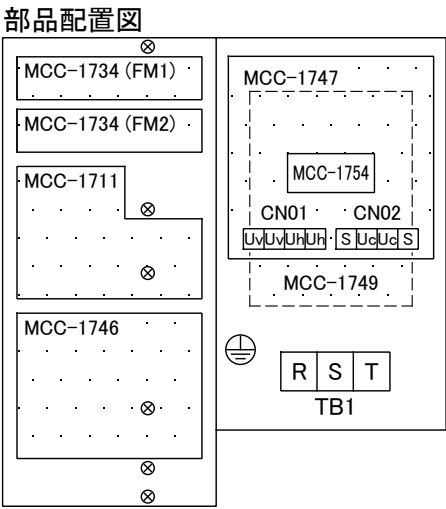 部品配置図
MCC-1734 (FM1)
MCC-1734 (FM2)
MCC-1711
MCC-1746
MCC-1747
MCC-1754
CN01 CN02
Uv Uv Uh Uh S Uc Uc S
MCC-1749
R S T
TB1